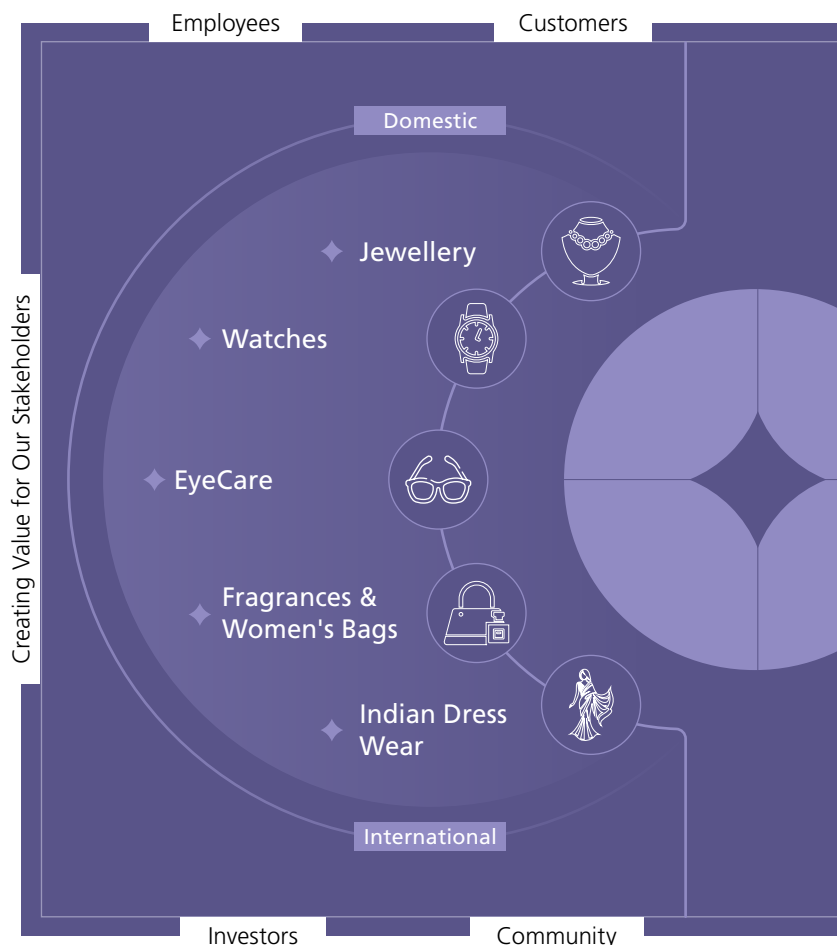 Employees
Customers
Domestic
Jewellery
Watches
EyeCare
Fragrances &
Women's Bags
Indian Dress
Wear
International
Creating Value for Our Stakeholders
Investors
Community